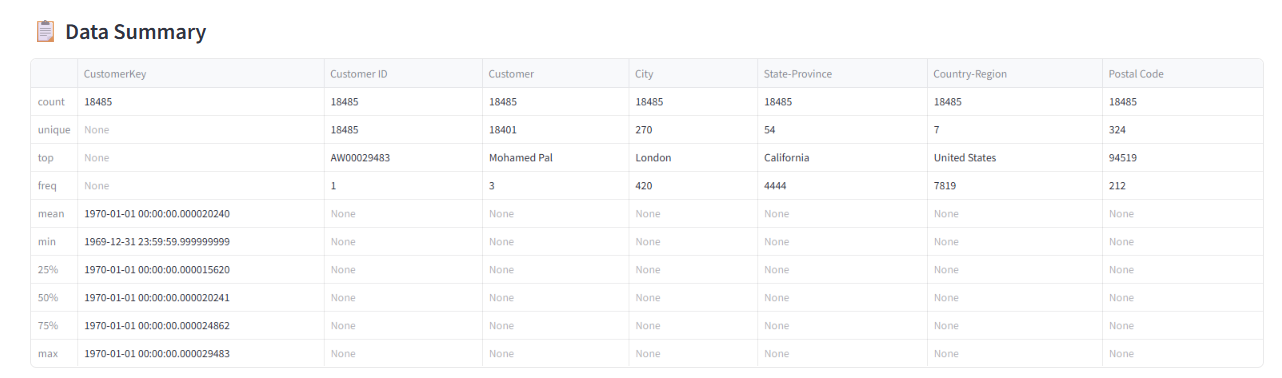 Data Summary
CustomerKey Customer ID Customer City State-Province Country-Region Postal Code
count 18485 18485 18485 18485 18485 18485 18485
unique None 18485 18401 270 54 7 324
top None AW00029483 Mohamed Pal London California United States 94519
freq None 1 3 420 4444 7819 212
mean 1970-01-01 00:00:00.000020240 None None None None None None
min 1969-12-31 23:59:59.999999999 None None None None None None
25% 1970-01-01 00:00:00.000015620 None None None None None None
50% 1970-01-01 00:00:00.000020241 None None None None None None
75% 1970-01-01 00:00:00.000024862 None None None None None None
max 1970-01-01 00:00:00.000029483 None None None None None None